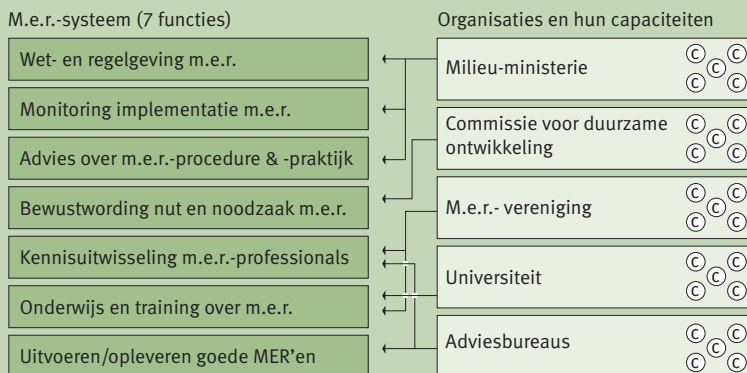 M.e.r.-systeem (7 functies)
Wet- en regelgeving m.e.r.
Monitoring implementatie m.e.r.
Advies over m.e.r.-procedure & -praktijk
Bewustwording nut en noodzaak m.e.r.
Kennisuitwisseling m.e.r.-professionals
Onderwijs en training over m.e.r.
Uitvoeren/opleveren goede MER'en
Organisaties en hun capaciteiten
Milieu-ministerie
C C
C
C C
Commissie voor duurzame
ontwikkeling
C C
C
C C
M.e.r.- vereniging
C C
C
C C
Universiteit
C C
C
C C
Adviesbureaus
C C
C
C C